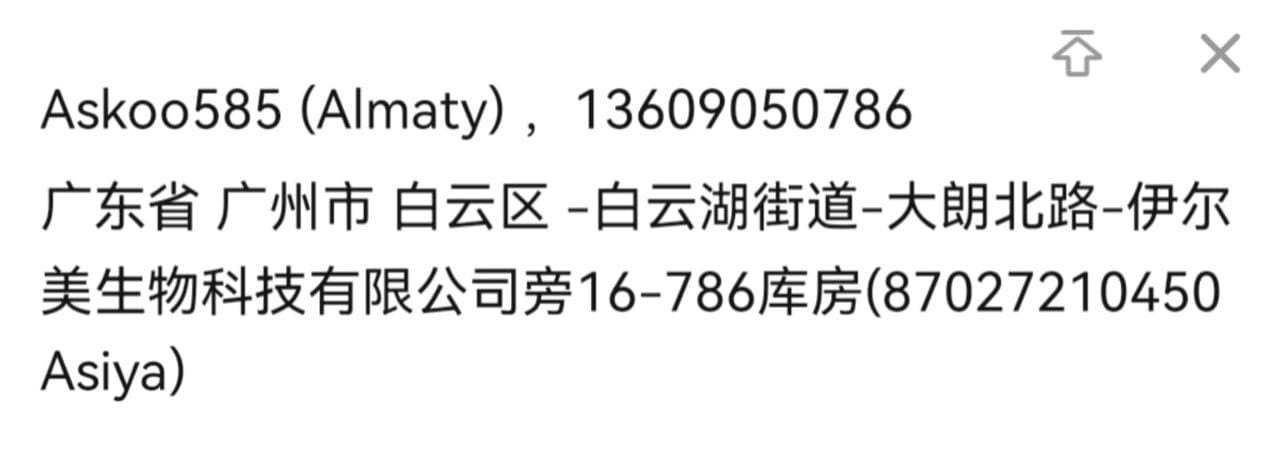 Askoo585 (Almaty) ，13609050786
广东省 广州市 白云区 -白云湖街道-大朗北路-伊尔
美生物科技有限公司旁16-786库房(87027210450
Asiya)